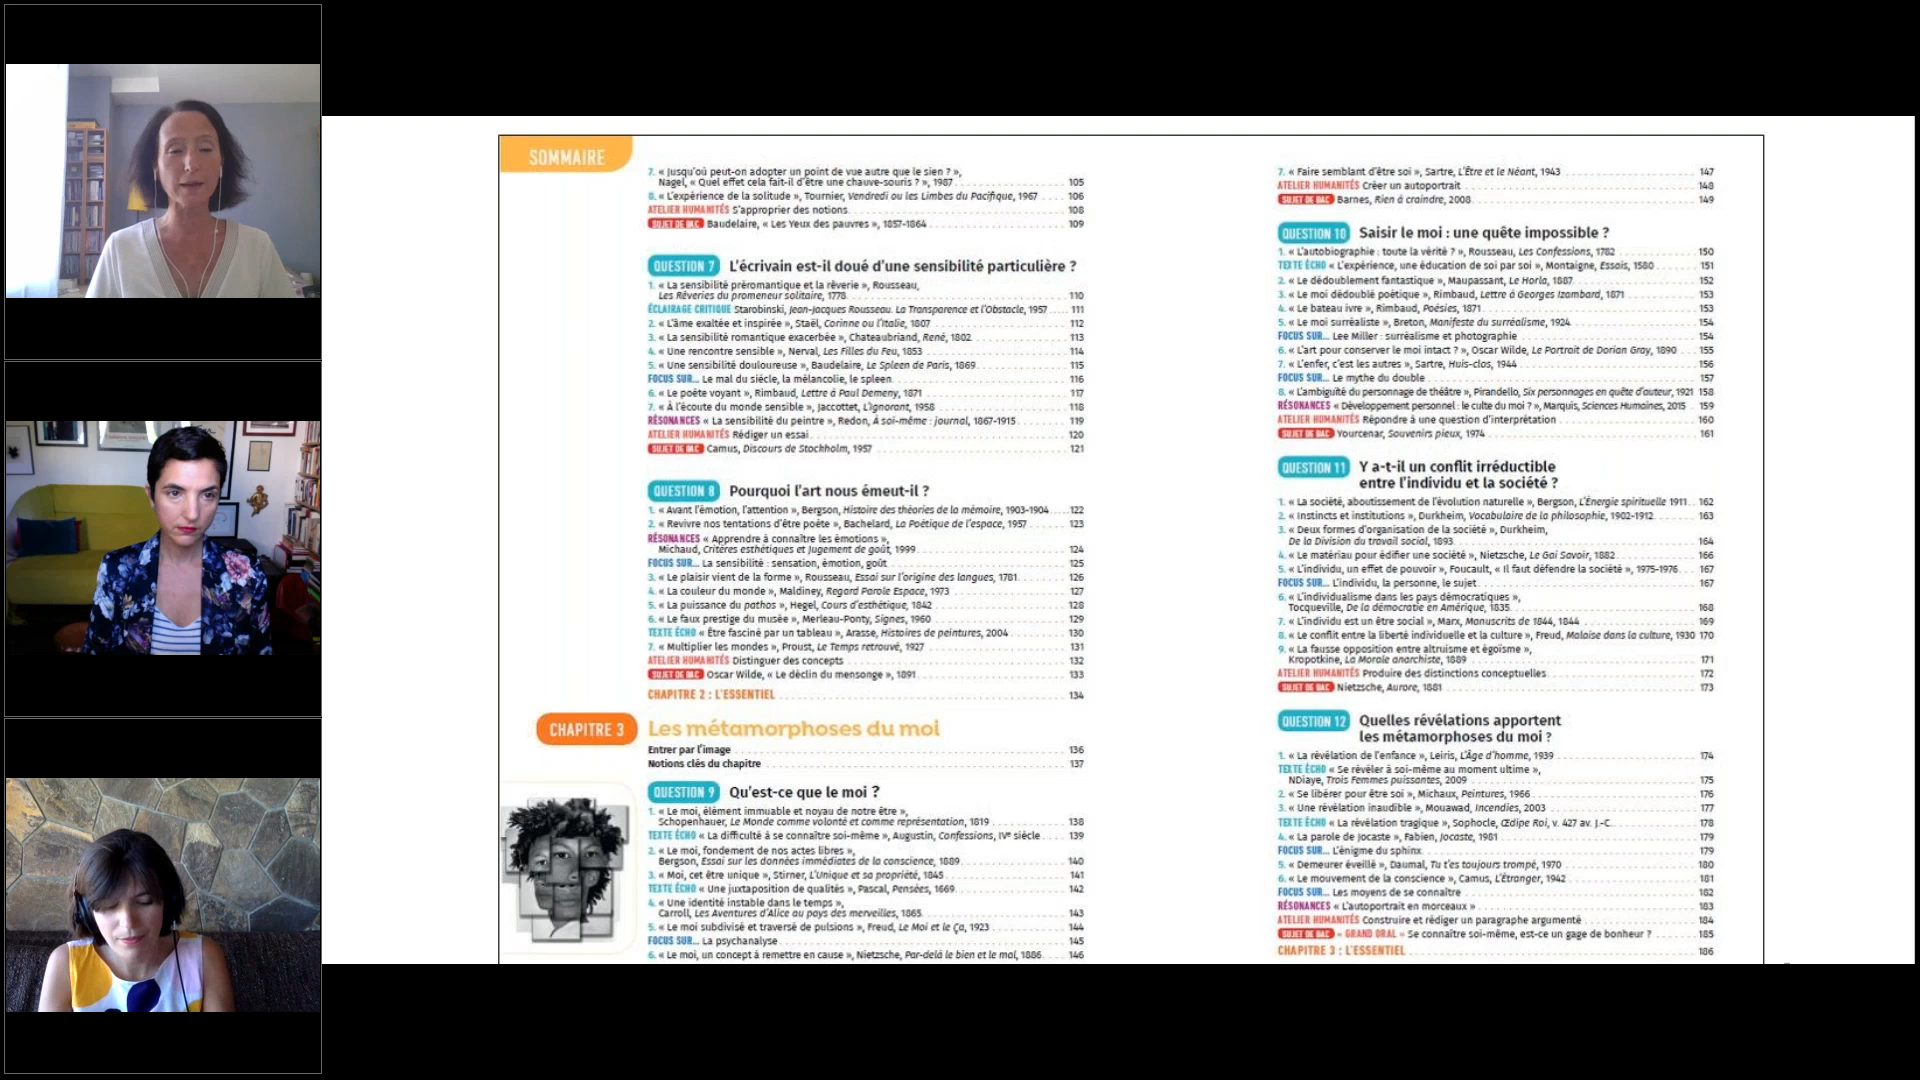 SOMMAIRE
7. « Jusqu'où peut-on adopter un point de vue autre que le sien ? »,
Nagel, « Quel effet cela fait-il d'être une chauve-souris ? », 1987 105
8. « L'expérience de la solitude », Tournier, Vendredi ou les Limbes du Pacifique, 1967 106
ATELIER HUMANITÉS S'approprier des notions 108
SUJET DE BAC Baudelaire, « Les Yeux des pauvres », 1857-1864 109
QUESTION 7 L'écrivain est-il doué d'une sensibilité particulière ?
1. « La sensibilité préromantique et la rêverie », Rousseau,
Les Rêveries du promeneur solitaire, 1778 110
ÉCLAIRAGE CRITIQUE Starobinski, Jean-Jacques Rousseau. La Transparence et l'Obstacle, 1957 111
2. « L'âme exaltée et inspirée », Staël, Corinne ou l'Italie, 1807 112
3. « La sensibilité romantique exacerbée », Chateaubriand, René, 1802 113
4. « Une rencontre sensible », Nerval, Les Filles du Feu, 1853 114
5. « Une sensibilité douloureuse », Baudelaire, Le Spleen de Paris, 1869 115
FOCUS SUR... Le mal du siècle, la mélancolie, le spleen 116
6. « Le poète voyant », Rimbaud, Lettre à Paul Demeny, 1871 117
7. « À l'écoute du monde sensible », Jaccottet, L'Ignorant, 1958 118
RÉSONANCES « La sensibilité du peintre », Redon, À soi-même : journal, 1867-1915 119
ATELIER HUMANITÉS Rédiger un essai 120
SUJET DE BAC Camus, Discours de Stockholm, 1957 121
QUESTION 8 Pourquoi l'art nous émeut-il ?
1. « Avant l'émotion, l'attention », Bergson, Histoire des théories de la mémoire, 1903-1904 122
2. « Revivre nos tentations d'être poète », Bachelard, La Poétique de l'espace, 1957 123
RÉSONANCES « Apprendre à connaître les émotions »,
Michaud, Critères esthétiques et Jugement de goût, 1999 124
FOCUS SUR... La sensibilité : sensation, émotion, goût 125
3. « Le plaisir vient de la forme », Rousseau, Essai sur l'origine des langues, 1781 126
4. « La couleur du monde », Maldiney, Regard Parole Espace, 1973 127
5. « La puissance du pathos », Hegel, Cours d'esthétique, 1842 128
6. « Le faux prestige du musée », Merleau-Ponty, Signes, 1960 129
TEXTE ÉCHO « Être fasciné par un tableau », Arasse, Histoires de peintures, 2004 130
7. « Multiplier les mondes », Proust, Le Temps retrouvé, 1927 131
ATELIER HUMANITÉS Distinguer des concepts 132
SUJET DE BAC Oscar Wilde, « Le déclin du mensonge », 1891 133
CHAPITRE 2 : L'ESSENTIEL 134
CHAPITRE 3 Les métamorphoses du moi
Entrer par l'image 136
Notions clés du chapitre 137
QUESTION 9 Qu'est-ce que le moi ?
1. « Le moi, élément immuable et noyau de notre être »,
Schopenhauer, Le Monde comme volonté et comme représentation, 1819 138
TEXTE ÉCHO « La difficulté à se connaître soi-même », Augustin, Confessions, IVe siècle 139
2. « Le moi, fondement de nos actes libres »,
Bergson, Essai sur les données immédiates de la conscience, 1889 140
3. « Moi, cet être unique », Stirner, L'Unique et sa propriété, 1845 141
TEXTE ÉCHO « Une juxtaposition de qualités », Pascal, Pensées, 1669 142
4. « Une identité instable dans le temps »,
Carroll, Les Aventures d'Alice au pays des merveilles, 1865 143
5. « Le moi subdivisé et traversé de pulsions », Freud, Le Moi et le Ça, 1923 144
FOCUS SUR... La psychanalyse 145
6. « Le moi, un concept à remettre en cause », Nietzsche, Par-delà le bien et le mal, 1886 146
7. « Faire semblant d'être soi », Sartre, L'Être et le Néant, 1943 147
ATELIER HUMANITÉS Créer un autoportrait 148
SUJET DE BAC Barnes, Rien à craindre, 2008 149
QUESTION 10 Saisir le moi : une quête impossible ?
1. « L'autobiographie : toute la vérité ? », Rousseau, Les Confessions, 1782 150
TEXTE ÉCHO « L'expérience, une éducation de soi par soi », Montaigne, Essais, 1580 151
2. « Le dédoublement fantastique », Maupassant, Le Horla, 1887 152
3. « Le moi dédoublé poétique », Rimbaud, Lettre à Georges Izambard, 1871 153
4. « Le bateau ivre », Rimbaud, Poésies, 1871 153
5. « Le moi surréaliste », Breton, Manifeste du surréalisme, 1924 154
FOCUS SUR... Lee Miller : surréalisme et photographie 154
6. « L'art pour conserver le moi intact ? », Oscar Wilde, Le Portrait de Dorian Gray, 1890 155
7. « L'enfer, c'est les autres », Sartre, Huis-clos, 1944 156
FOCUS SUR... Le mythe du double 157
8. « L'ambiguïté du personnage de théâtre », Pirandello, Six personnages en quête d'auteur, 1921 158
RÉSONANCES « Développement personnel : le culte du moi ? », Marquis, Sciences Humaines, 2015 159
ATELIER HUMANITÉS Répondre à une question d'interprétation 160
SUJET DE BAC Yourcenar, Souvenirs pieux, 1974 161
QUESTION 11 Y a-t-il un conflit irréductible
entre l'individu et la société ?
1. « La société, aboutissement de l'évolution naturelle », Bergson, L'Énergie spirituelle 1911 162
2. « Instincts et institutions », Durkheim, Vocabulaire de la philosophie, 1902-1912 163
3. « Deux formes d'organisation de la société », Durkheim,
De la Division du travail social, 1893 164
4. « Le matériau pour édifier une société », Nietzsche, Le Gai Savoir, 1882 166
5. « L'individu, un effet de pouvoir », Foucault, « Il faut défendre la société », 1975-1976 167
FOCUS SUR... L'individu, la personne, le sujet 167
6. « L'individualisme dans les pays démocratiques »,
Tocqueville, De la démocratie en Amérique, 1835 168
7. « L'individu est un être social », Marx, Manuscrits de 1844, 1844 169
8. « Le conflit entre la liberté individuelle et la culture », Freud, Malaise dans la culture, 1930 170
9. « La fausse opposition entre altruisme et égoïsme »,
Kropotkine, La Morale anarchiste, 1889 171
ATELIER HUMANITÉS Produire des distinctions conceptuelles 172
SUJET DE BAC Nietzsche, Aurore, 1881 173
QUESTION 12 Quelles révélations apportent
les métamorphoses du moi ?
1. « La révélation de l'enfance », Leiris, L'Âge d'homme, 1939 174
TEXTE ÉCHO « Se révéler à soi-même au moment ultime »,
NDiaye, Trois Femmes puissantes, 2009 175
2. « Se libérer pour être soi », Michaux, Peintures, 1966 176
3. « Une révélation inaudible », Mouawad, Incendies, 2003 177
TEXTE ÉCHO « La révélation tragique », Sophocle, Œdipe Roi, v. 427 av. J.-C. 178
4. « La parole de Jocaste », Fabien, Jocaste, 1981 179
FOCUS SUR... L'énigme du sphinx 179
5. « Demeurer éveillé », Daumal, Tu t'es toujours trompé, 1970 180
6. « Le mouvement de la conscience », Camus, L'Étranger, 1942 181
FOCUS SUR... Les moyens de se connaître 182
RÉSONANCES « L'autoportrait en morceaux » 183
ATELIER HUMANITÉS Construire et rédiger un paragraphe argumenté 184
SUJET DE BAC « GRAND ORAL » Se connaître soi-même, est-ce un gage de bonheur ? 185
CHAPITRE 3 : L'ESSENTIEL 186